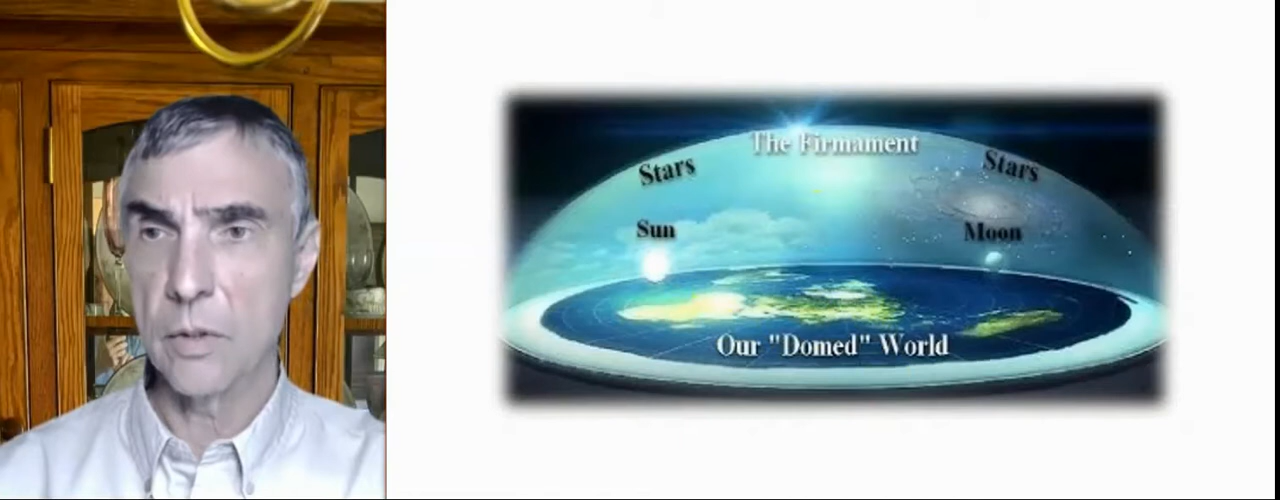 The Firmament
Stars
Stars
Sun
Moon
Our "Domed" World